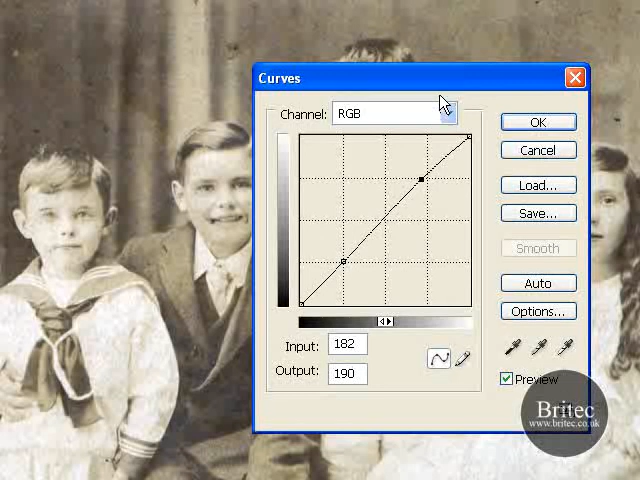 Curves
Channel: RGB
OK
Cancel
Load...
Save...
Smooth
Auto
Options...
Input: 182
Output: 190
Preview
Britec
www.britec.co.uk